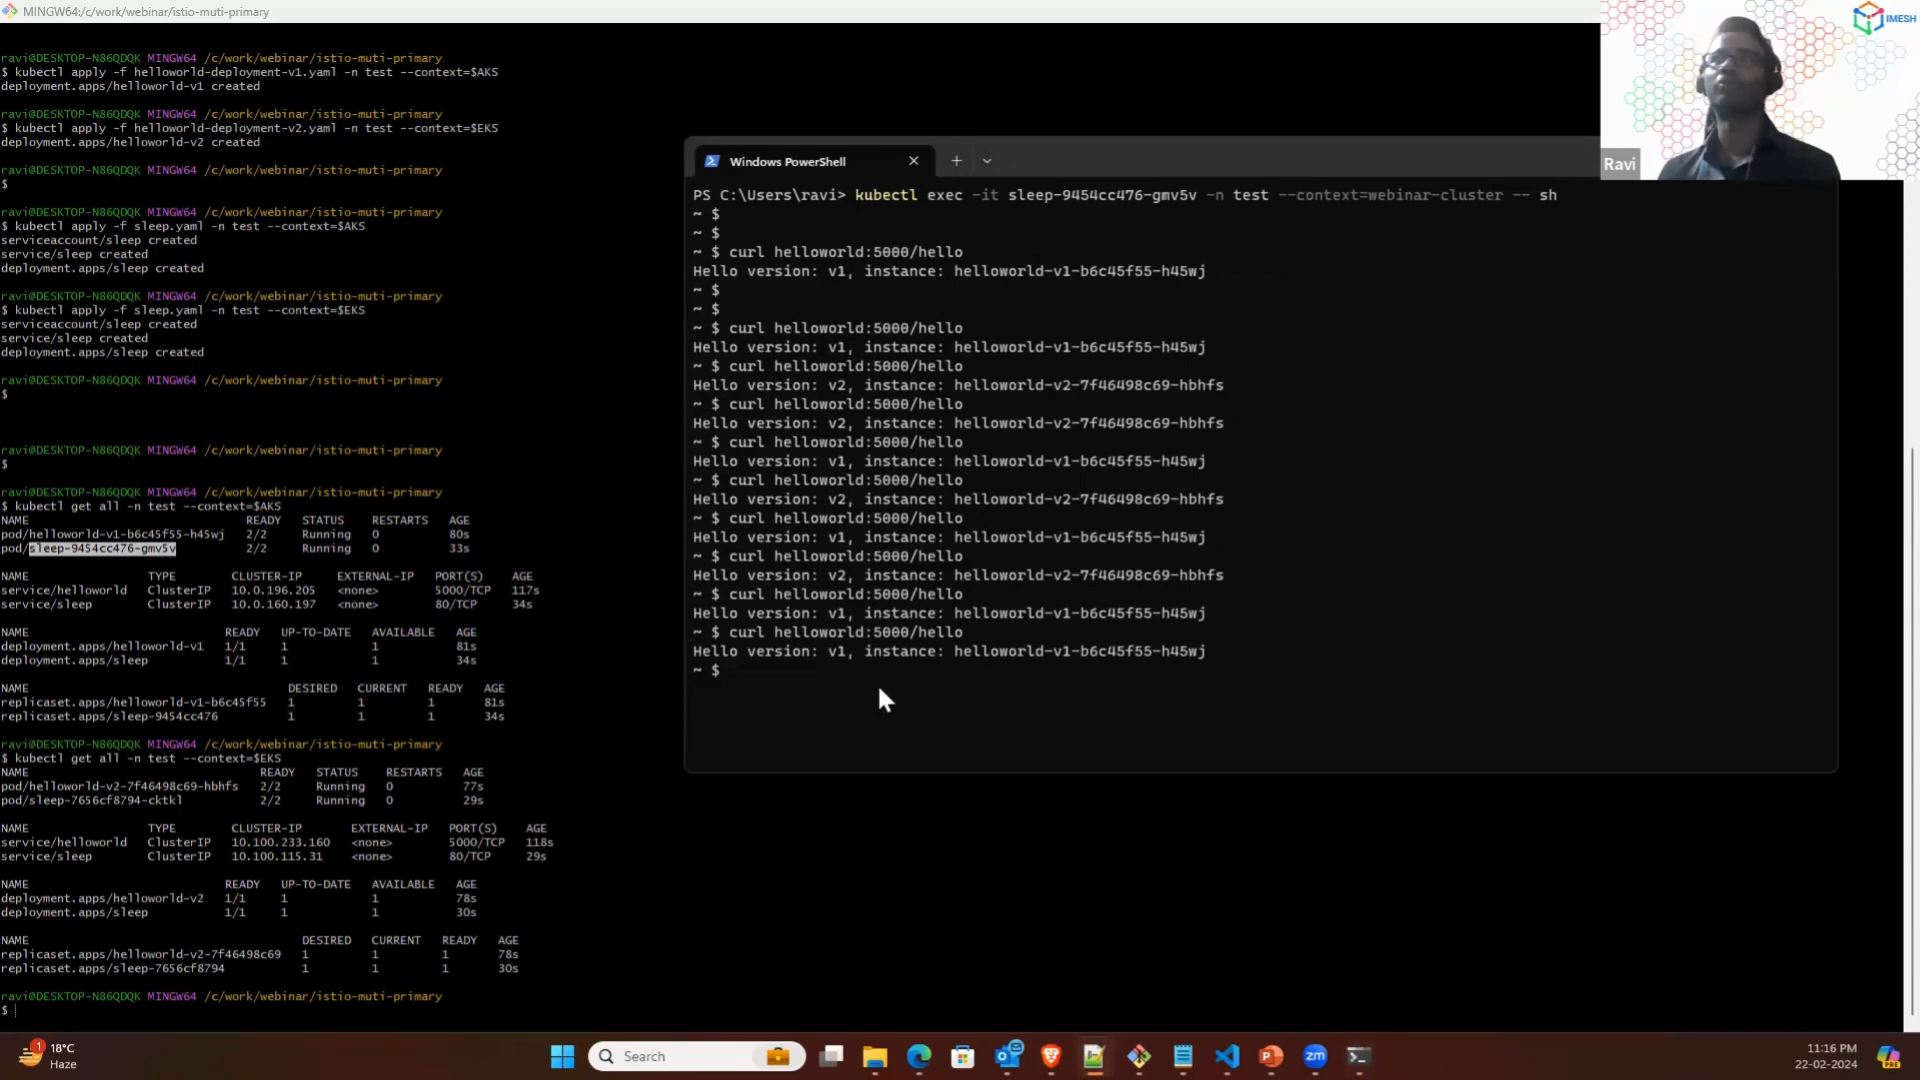 MINGW64:/c/work/webinar/istio-muti-primary
ravi@DESKTOP-N86QDQK MINGW64 /c/work/webinar/istio-muti-primary
$ kubectl apply -f helloworld-deployment-v1.yaml -n test --context=$AKS
deployment.apps/helloworld-v1 created
ravi@DESKTOP-N86QDQK MINGW64 /c/work/webinar/istio-muti-primary
$ kubectl apply -f helloworld-deployment-v2.yaml -n test --context=$EKS
deployment.apps/helloworld-v2 created
ravi@DESKTOP-N86QDQK MINGW64 /c/work/webinar/istio-muti-primary
$
ravi@DESKTOP-N86QDQK MINGW64 /c/work/webinar/istio-muti-primary
$ kubectl apply -f sleep.yaml -n test --context=$AKS
serviceaccount/sleep created
service/sleep created
deployment.apps/sleep created
ravi@DESKTOP-N86QDQK MINGW64 /c/work/webinar/istio-muti-primary
$ kubectl apply -f sleep.yaml -n test --context=$EKS
serviceaccount/sleep created
service/sleep created
deployment.apps/sleep created
ravi@DESKTOP-N86QDQK MINGW64 /c/work/webinar/istio-muti-primary
$
ravi@DESKTOP-N86QDQK MINGW64 /c/work/webinar/istio-muti-primary
$
ravi@DESKTOP-N86QDQK MINGW64 /c/work/webinar/istio-muti-primary
$ kubectl get all -n test --context=$AKS
NAME READY STATUS RESTARTS AGE
pod/helloworld-v1-b6c45f55-h45wj 2/2 Running 0 80s
pod/sleep-9454cc476-gmv5v 2/2 Running 0 33s
NAME TYPE CLUSTER-IP EXTERNAL-IP PORT(S) AGE
service/helloworld ClusterIP 10.0.196.205 <none> 5000/TCP 117s
service/sleep ClusterIP 10.0.160.197 <none> 80/TCP 34s
NAME READY UP-TO-DATE AVAILABLE AGE
deployment.apps/helloworld-v1 1/1 1 1 81s
deployment.apps/sleep 1/1 1 1 34s
NAME DESIRED CURRENT READY AGE
replicaset.apps/helloworld-v1-b6c45f55 1 1 1 81s
replicaset.apps/sleep-9454cc476 1 1 1 34s
ravi@DESKTOP-N86QDQK MINGW64 /c/work/webinar/istio-muti-primary
$ kubectl get all -n test --context=$EKS
NAME READY STATUS RESTARTS AGE
pod/helloworld-v2-7f46498c69-hbhfs 2/2 Running 0 77s
pod/sleep-7656cf8794-cktkl 2/2 Running 0 29s
NAME TYPE CLUSTER-IP EXTERNAL-IP PORT(S) AGE
service/helloworld ClusterIP 10.100.233.160 <none> 5000/TCP 118s
service/sleep ClusterIP 10.100.115.31 <none> 80/TCP 29s
NAME READY UP-TO-DATE AVAILABLE AGE
deployment.apps/helloworld-v2 1/1 1 1 78s
deployment.apps/sleep 1/1 1 1 30s
NAME DESIRED CURRENT READY AGE
replicaset.apps/helloworld-v2-7f46498c69 1 1 1 78s
replicaset.apps/sleep-7656cf8794 1 1 1 30s
ravi@DESKTOP-N86QDQK MINGW64 /c/work/webinar/istio-muti-primary
$
Windows PowerShell
PS C:\Users\ravi> kubectl exec -it sleep-9454cc476-gmv5v -n test --context=webinar-cluster -- sh
~ $
~ $
~ $ curl helloworld:5000/hello
Hello version: v1, instance: helloworld-v1-b6c45f55-h45wj
~ $
~ $
~ $ curl helloworld:5000/hello
Hello version: v1, instance: helloworld-v1-b6c45f55-h45wj
~ $ curl helloworld:5000/hello
Hello version: v2, instance: helloworld-v2-7f46498c69-hbhfs
~ $ curl helloworld:5000/hello
Hello version: v2, instance: helloworld-v2-7f46498c69-hbhfs
~ $ curl helloworld:5000/hello
Hello version: v1, instance: helloworld-v1-b6c45f55-h45wj
~ $ curl helloworld:5000/hello
Hello version: v2, instance: helloworld-v2-7f46498c69-hbhfs
~ $ curl helloworld:5000/hello
Hello version: v1, instance: helloworld-v1-b6c45f55-h45wj
~ $ curl helloworld:5000/hello
Hello version: v2, instance: helloworld-v2-7f46498c69-hbhfs
~ $ curl helloworld:5000/hello
Hello version: v1, instance: helloworld-v1-b6c45f55-h45wj
~ $ curl helloworld:5000/hello
Hello version: v1, instance: helloworld-v1-b6c45f55-h45wj
~ $
IMESH
Ravi
1
18°C
Haze
Search
zm
11:16 PM
22-02-2024
PRE